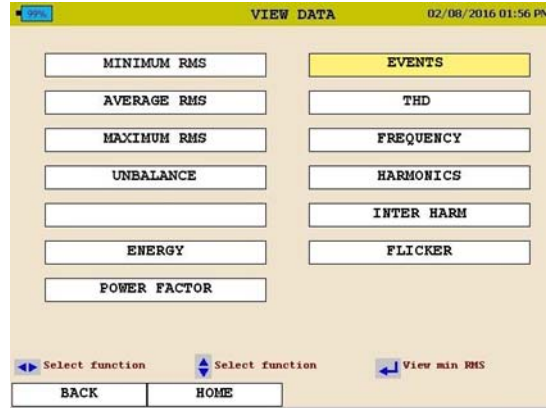 99% VIEW DATA 02/08/2016 01:56 PM
MINIMUM RMS EVENTS
AVERAGE RMS THD
MAXIMUM RMS FREQUENCY
UNBALANCE HARMONICS
INTER HARM
ENERGY FLICKER
POWER FACTOR
Select function Select function View min RMS
BACK HOME